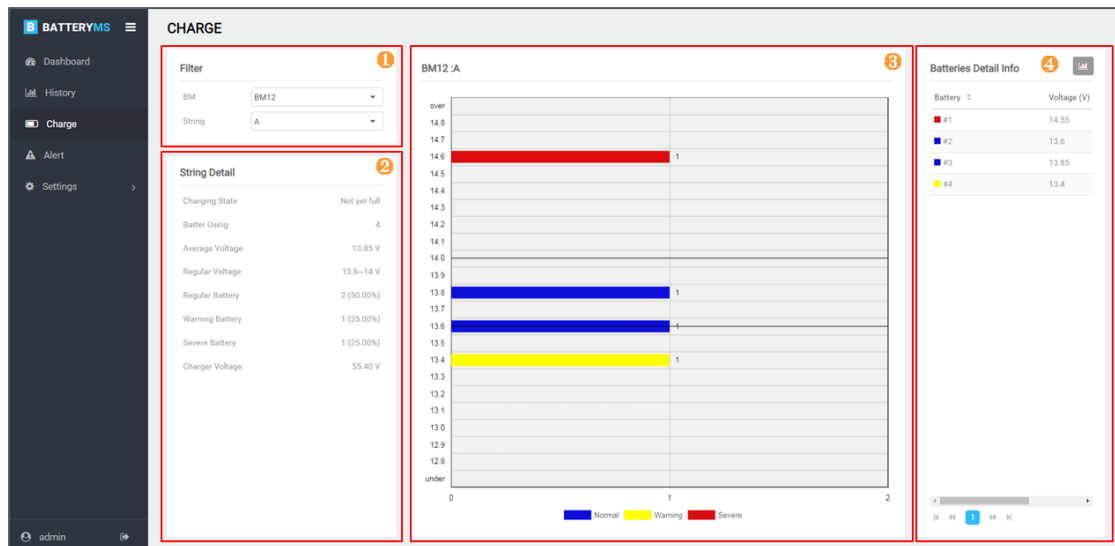 B BATTERYMS
Dashboard
History
Charge
Alert
Settings
admin
CHARGE
1
Filter
BM BM12
String A
2
String Detail
Charging State Not yet full
Batter Using 4
Average Voltage 13.85 V
Regular Voltage 13.6~14 V
Regular Battery 2 (50.00%)
Warning Battery 1 (25.00%)
Severe Battery 1 (25.00%)
Charger Voltage 55.40 V
3
BM12 :A
over
14.8
14.7
14.6 1
14.5
14.4
14.3
14.2
14.1
14.0
13.9
13.8 1
13.7
13.6 1
13.5
13.4 1
13.3
13.2
13.1
13.0
12.9
12.8
under
0 1 2
Normal Warning Severe
4
Batteries Detail Info
Battery Voltage (V)
#1 14.55
#2 13.6
#3 13.85
#4 13.4
1